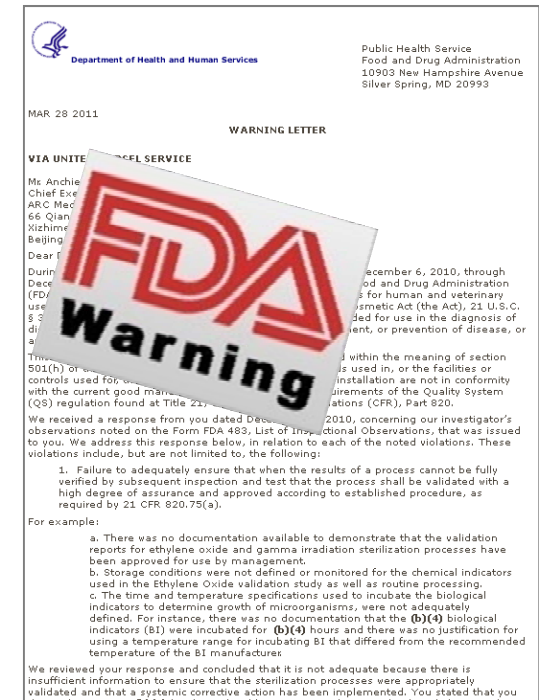 Department of Health and Human Services
Public Health Service
Food and Drug Administration
10903 New Hampshire Avenue
Silver Spring, MD 20993
MAR 28 2011
WARNING LETTER
VIA UNITE SERVICE
Mr. Anchie
Chief Exe
ARC Med
66 Qian
Xizhime
Beijing
Dear
FDA
Warning
Durin ecember 6, 2010, through
Dece od and Drug Administration
(FDA s for human and veterinary
use osmetic Act (the Act), 21 U.S.C.
§ 3 ded for use in the diagnosis of
di ent, or prevention of disease, or
a
within the meaning of section
501(h) of s used in, or the facilities or
controls used for, installation are not in conformity
with the current good man uirements of the Quality System
(QS) regulation found at Title 21, ations (CFR), Part 820.
We received a response from you dated Dec 2010, concerning our investigator's
observations noted on the Form FDA 483, List of Inspectional Observations, that was issued
to you. We address this response below, in relation to each of the noted violations. These
violations include, but are not limited to, the following:
1. Failure to adequately ensure that when the results of a process cannot be fully
verified by subsequent inspection and test that the process shall be validated with a
high degree of assurance and approved according to established procedure, as
required by 21 CFR 820.75(a).
For example:
a. There was no documentation available to demonstrate that the validation
reports for ethylene oxide and gamma irradiation sterilization processes have
been approved for use by management.
b. Storage conditions were not defined or monitored for the chemical indicators
used in the Ethylene Oxide validation study as well as routine processing.
c. The time and temperature specifications used to incubate the biological
indicators to determine growth of microorganisms, were not adequately
defined. For instance, there was no documentation that the (b)(4) biological
indicators (BI) were incubated for (b)(4) hours and there was no justification for
using a temperature range for incubating BI that differed from the recommended
temperature of the BI manufacturer.
We reviewed your response and concluded that it is not adequate because there is
insufficient information to ensure that the sterilization processes were appropriately
validated and that a systemic corrective action has been implemented. You stated that you